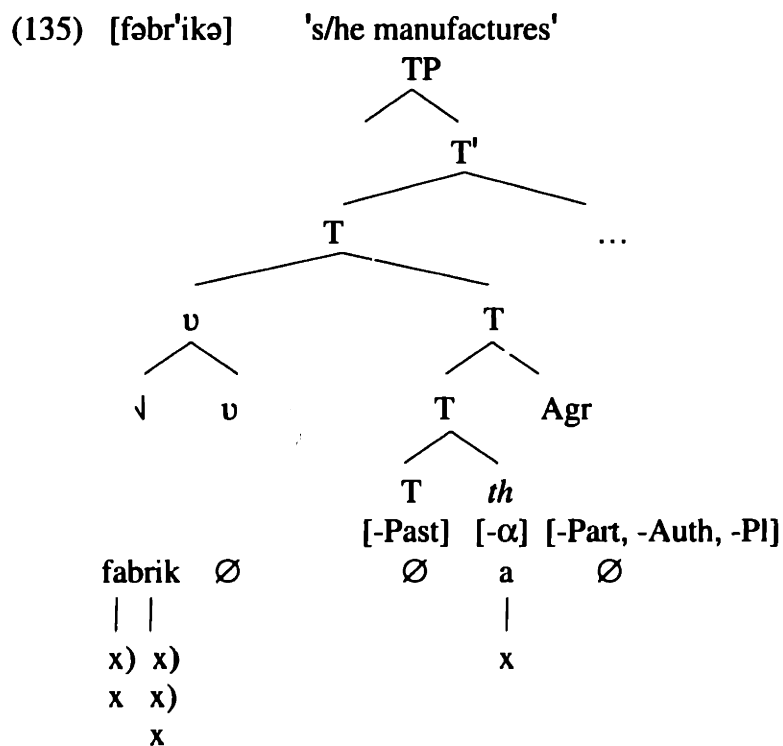 (135) [fəbr'ikə] 's/he manufactures'
TP
T'
T ...
υ T
√ υ T Agr
T th
[-Past] [-α] [-Part, -Auth, -Pl]
fabrik Ø Ø a Ø
x) x) x
x x)
x